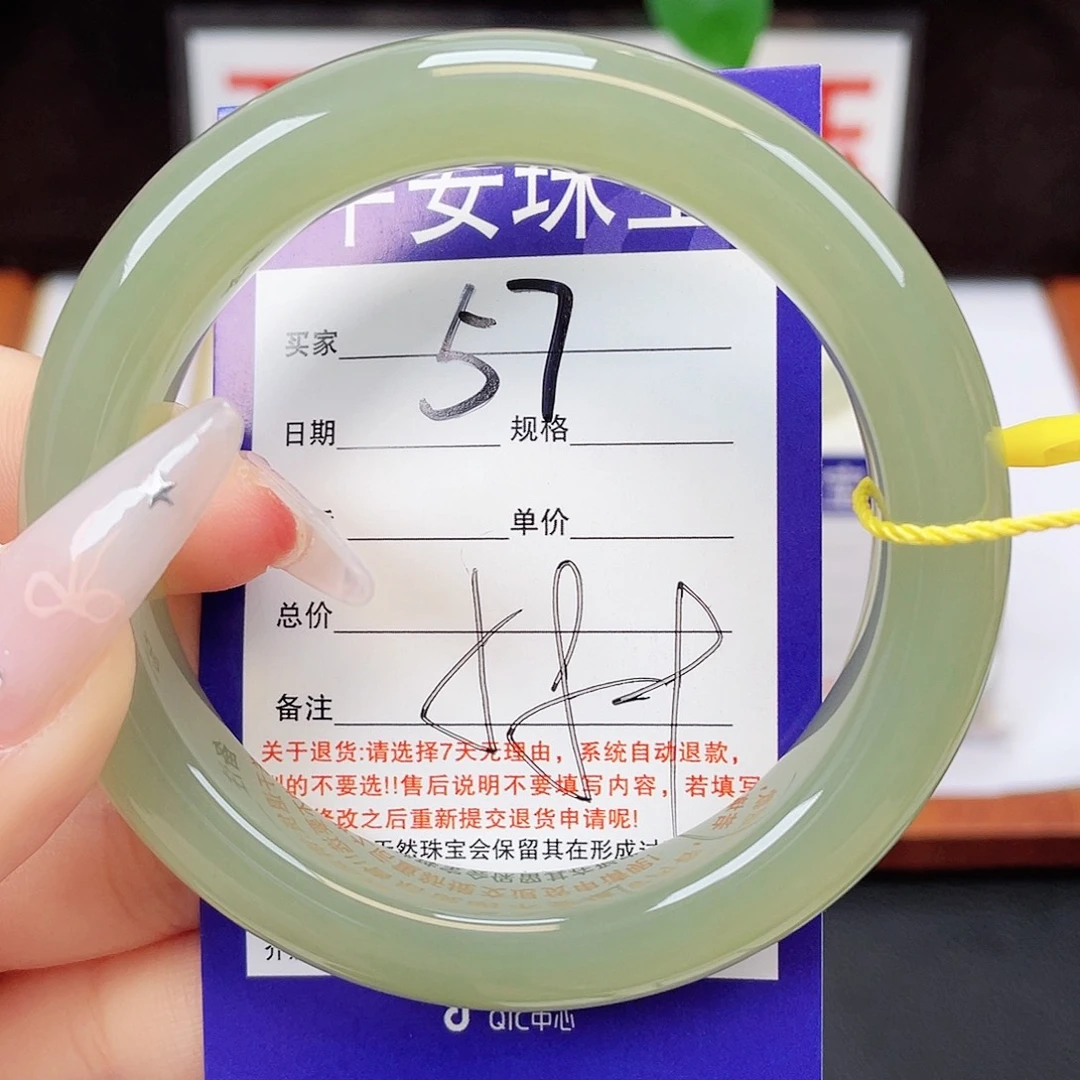 安珠宝
57
买家
日期 规格
单价
总价
备注
关于退货:请选择7天无理由，系统自动退款，
的不要选!!售后说明不要填写内容，若填写
修改之后重新提交退货申请呢!
天然珠宝会保留其在形成过
QIC中心